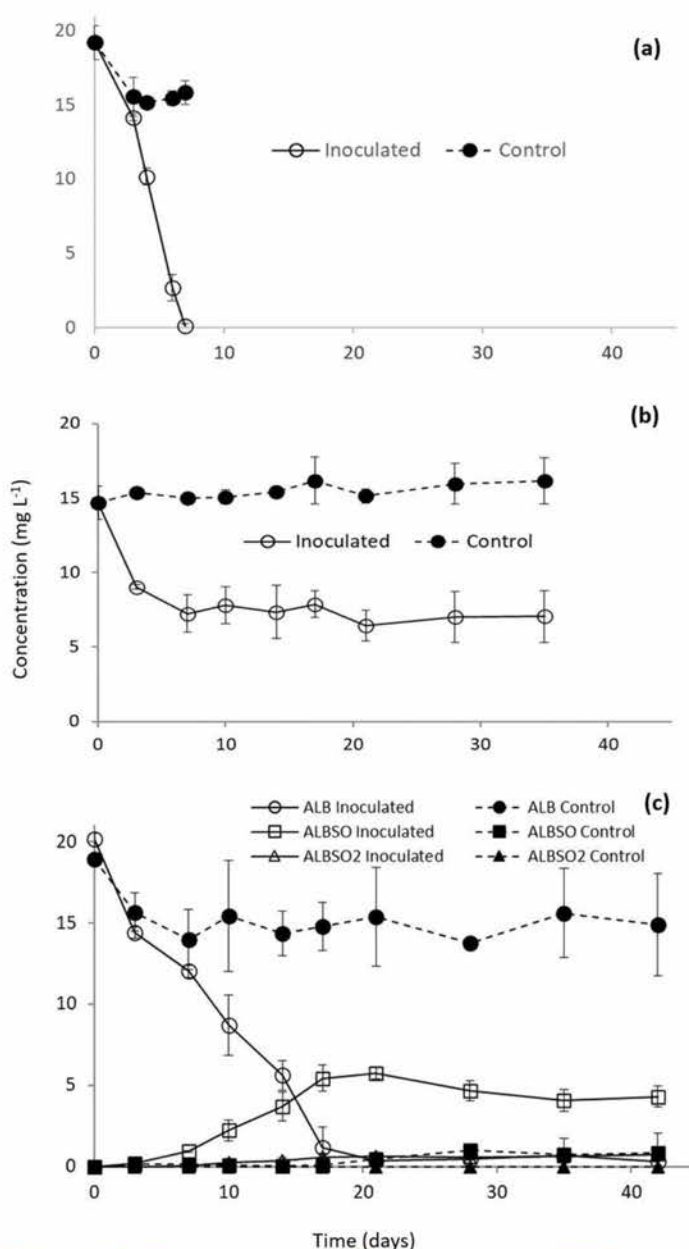 (a)
20
15
10
5
0
Inoculated Control
0 10 20 30 40
(b)
20
15
10
5
0
Inoculated Control
0 10 20 30 40
Concentration (mg L⁻¹)
(c)
ALB Inoculated ALB Control
ALBSO Inoculated ALBSO Control
ALBSO2 Inoculated ALBSO2 Control
20
15
10
5
0
0 10 20 30 40
Time (days)